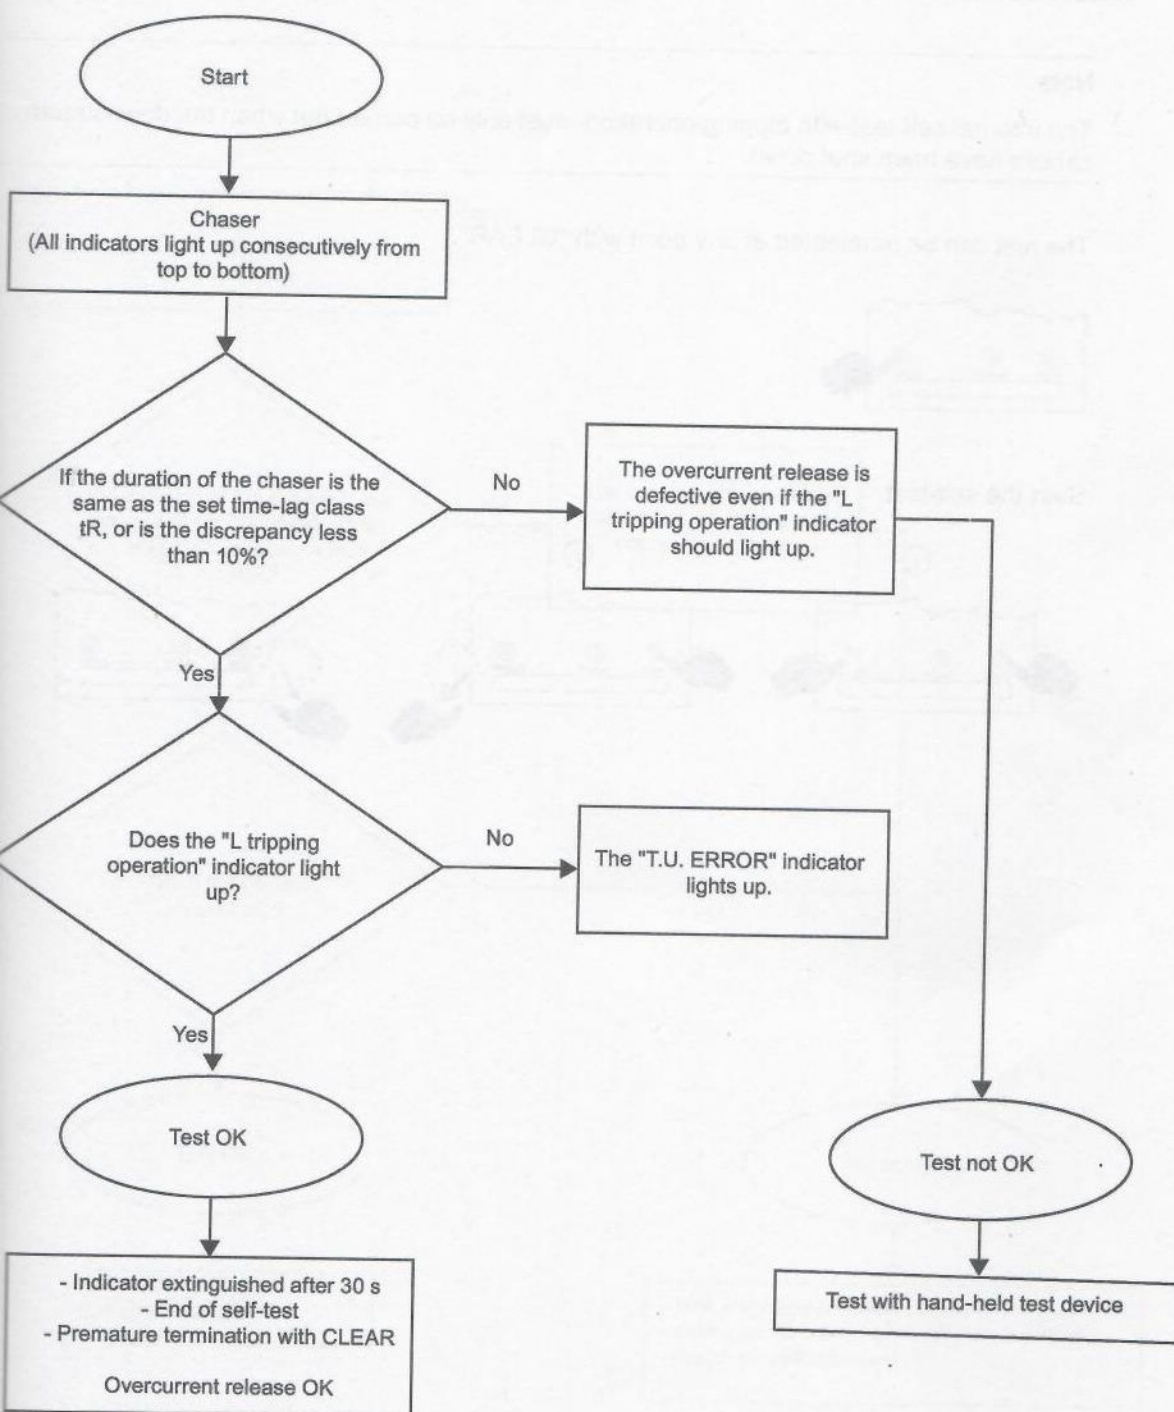 Start
Chaser
(All indicators light up consecutively from
top to bottom)
If the duration of the chaser is the
same as the set time-lag class
tR, or is the discrepancy less
than 10%?
No
The overcurrent release is
defective even if the "L
tripping operation" indicator
should light up.
Yes
Does the "L tripping
operation" indicator light
up?
No
The "T.U. ERROR" indicator
lights up.
Yes
Test OK
Test not OK
- Indicator extinguished after 30 s
- End of self-test
- Premature termination with CLEAR
Overcurrent release OK
Test with hand-held test device